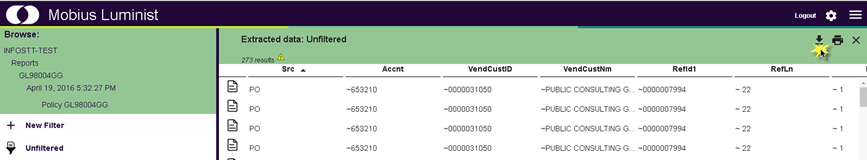 Mobius Luminist
Logout
Browse:
INFOSTT-TEST
Reports
GL98004GG
April 19, 2016 5:32:27 PM
Policy GL98004GG
New Filter
Unfiltered
Extracted data: Unfiltered
273 results
Src Accnt VendCustID VendCustNm RefId1 RefLn
PO ~653210 ~0000031050 ~PUBLIC CONSULTING G... ~0000007994 ~ 22 ~ 1
PO ~653210 ~0000031050 ~PUBLIC CONSULTING G... ~0000007994 ~ 22 ~ 1
PO ~653210 ~0000031050 ~PUBLIC CONSULTING G... ~0000007994 ~ 22 ~ 1
PO ~653210 ~0000031050 ~PUBLIC CONSULTING G... ~0000007994 ~ 22 ~ 1